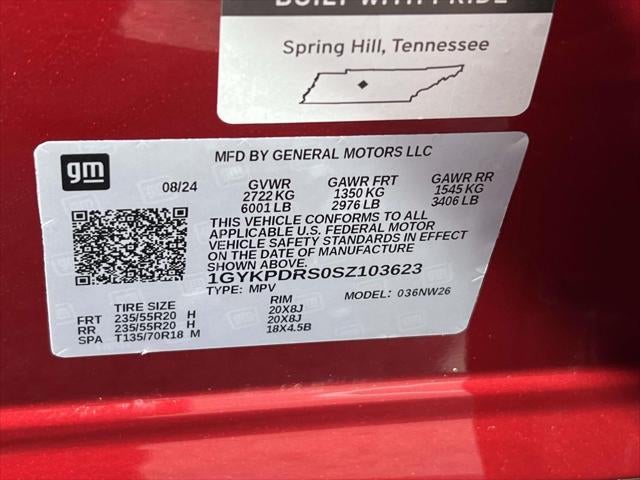 BUILT WITH PRIDE
Spring Hill, Tennessee
gm
MFD BY GENERAL MOTORS LLC
08/24 GVWR GAWR FRT GAWR RR
2722 KG 1350 KG 1545 KG
6001 LB 2976 LB 3406 LB
THIS VEHICLE CONFORMS TO ALL
APPLICABLE U.S. FEDERAL MOTOR
VEHICLE SAFETY STANDARDS IN EFFECT
ON THE DATE OF MANUFACTURE
SHOWN ABOVE.
1GYKPDRS0SZ103623
TYPE: MPV MODEL: 036NW26
TIRE SIZE RIM
FRT 235/55R20 H 20X8J
RR 235/55R20 H 20X8J
SPA T135/70R18 M 18X4.5B